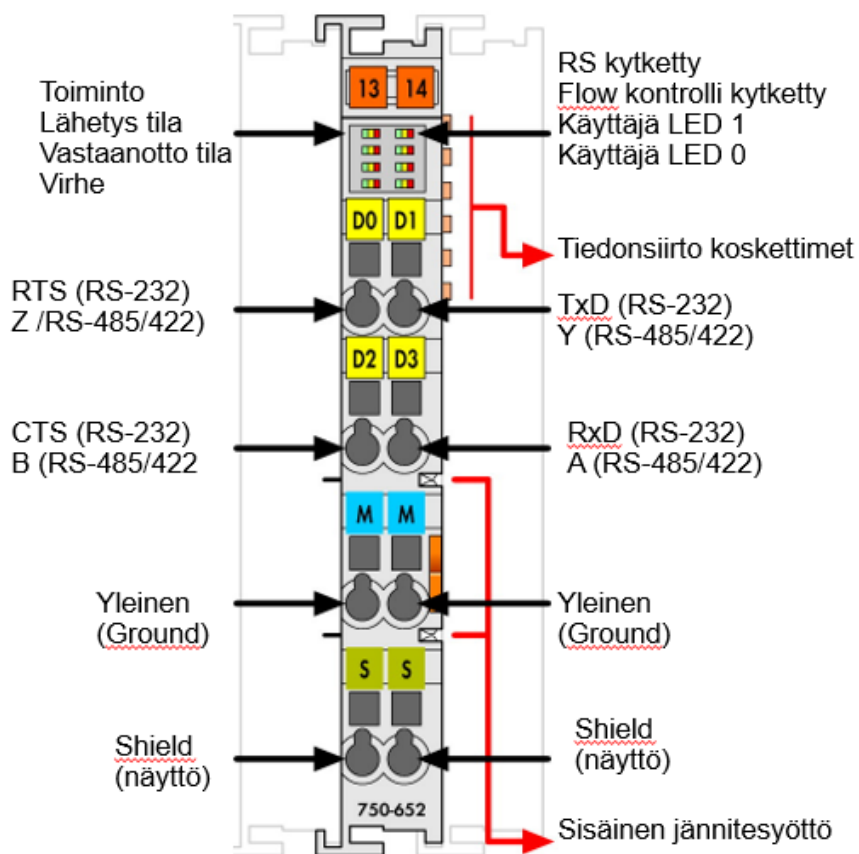 Toiminto
Lähetys tila
Vastaanotto tila
Virhe
RS kytketty
Flow kontrolli kytketty
Käyttäjä LED 1
Käyttäjä LED 0
13 14
D0 D1
Tiedonsiirto koskettimet
RTS (RS-232)
Z /RS-485/422)
TxD (RS-232)
Y (RS-485/422)
D2 D3
CTS (RS-232)
B (RS-485/422
RxD (RS-232)
A (RS-485/422)
M M
Yleinen
(Ground)
Yleinen
(Ground)
S S
Shield
(näyttö)
Shield
(näyttö)
750-652
Sisäinen jännitesyöttö